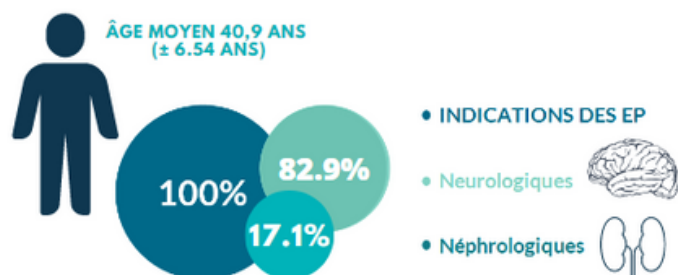 ÂGE MOYEN 40,9 ANS
(± 6.54 ANS)
100%
82.9%
17.1%
• INDICATIONS DES EP
• Neurologiques
• Néphrologiques